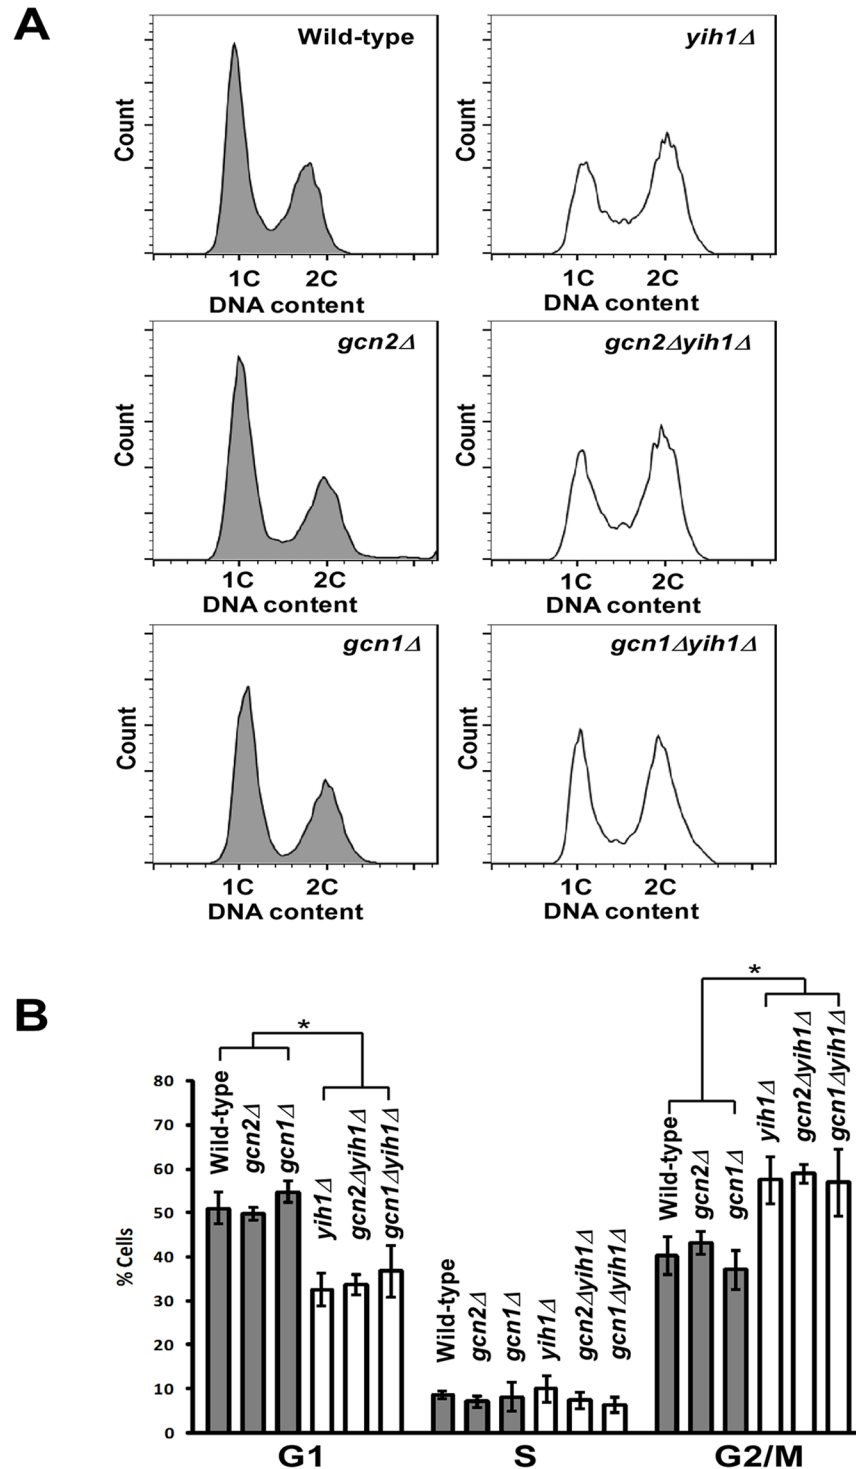 A
Wild-type
yih1Δ
Count
Count
1C 2C
1C 2C
DNA content
DNA content
gcn2Δ
gcn2Δyih1Δ
Count
Count
1C 2C
1C 2C
DNA content
DNA content
gcn1Δ
gcn1Δyih1Δ
Count
Count
1C 2C
1C 2C
DNA content
DNA content
B
*
*
% Cells
80
70
60
50
40
30
20
10
0
Wild-type
gcn2Δ
gcn1Δ
yih1Δ
gcn2Δyih1Δ
gcn1Δyih1Δ
Wild-type
gcn2Δ
gcn1Δ
yih1Δ
gcn2Δyih1Δ
gcn1Δyih1Δ
Wild-type
gcn2Δ
gcn1Δ
yih1Δ
gcn2Δyih1Δ
gcn1Δyih1Δ
G1 S G2/M